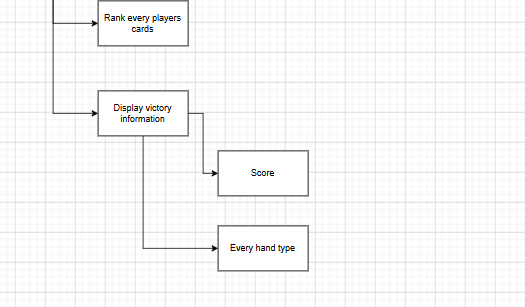 Rank every players
cards
Display victory
information
Score
Every hand type